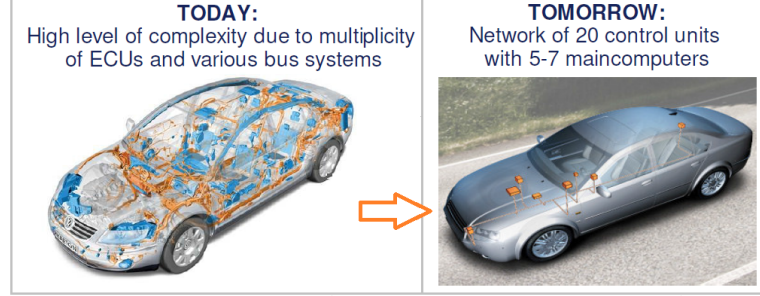 TODAY:
High level of complexity due to multiplicity
of ECUs and various bus systems
TOMORROW:
Network of 20 control units
with 5-7 maincomputers